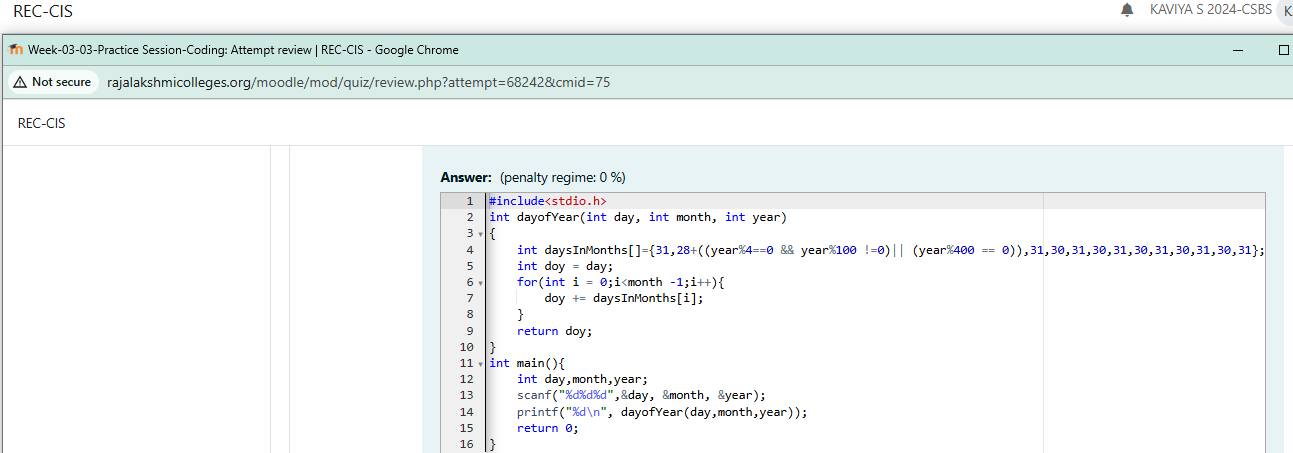 REC-CIS
KAVIYA S 2024-CSBS K
Week-03-03-Practice Session-Coding: Attempt review | REC-CIS - Google Chrome
Not secure rajalakshmicolleges.org/moodle/mod/quiz/review.php?attempt=68242&cmid=75
REC-CIS
Answer: (penalty regime: 0 %)
1 #include<stdio.h>
2 int dayofYear(int day, int month, int year)
3 {
4 int daysInMonths[]={31,28+((year%4==0 && year%100 !=0)|| (year%400 == 0)),31,30,31,30,31,30,31,30,31,30,31};
5 int doy = day;
6 for(int i = 0;i<month -1;i++){
7 doy += daysInMonths[i];
8 }
9 return doy;
10 }
11 int main(){
12 int day,month,year;
13 scanf("%d%d%d",&day, &month, &year);
14 printf("%d\n", dayofYear(day,month,year));
15 return 0;
16 }